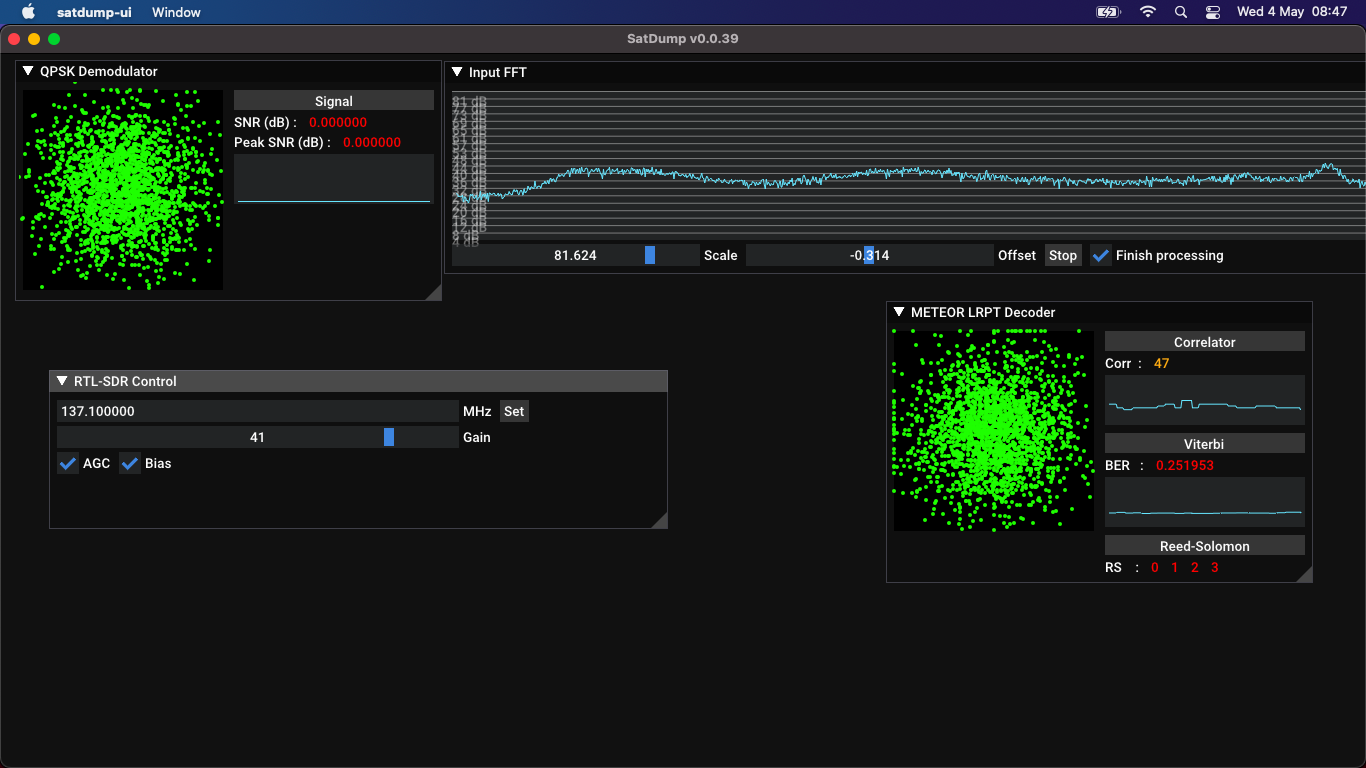 satdump-ui Window Wed 4 May 08:47
SatDump v0.0.39
QPSK Demodulator
Signal
SNR (dB) : 0.000000
Peak SNR (dB) : 0.000000
Input FFT
81 dB
12 dB
4 dB
81.624 Scale -0.314 Offset Stop Finish processing
METEOR LRPT Decoder
Correlator
Corr : 47
Viterbi
BER : 0.251953
Reed-Solomon
RS : 0 1 2 3
RTL-SDR Control
137.100000 MHz Set
41 Gain
AGC Bias